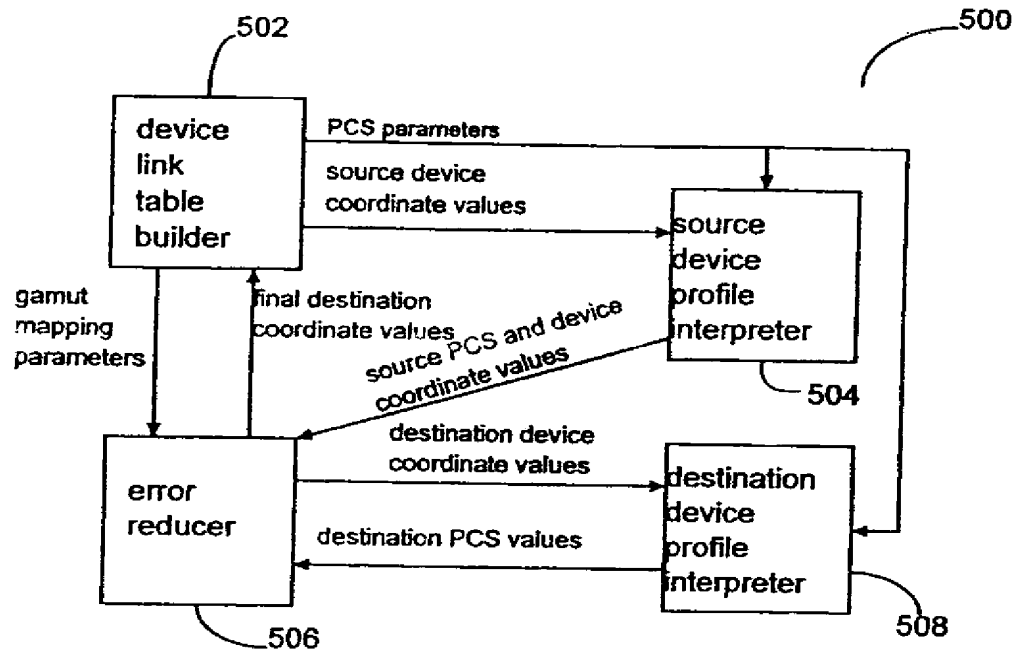 502
500
device
link
table
builder
PCS parameters
source device
coordinate values
source
device
profile
interpreter
504
gamut
mapping
parameters
final destination
coordinate values
source PCS and device
coordinate values
error
reducer
506
destination device
coordinate values
destination PCS values
destination
device
profile
interpreter
508